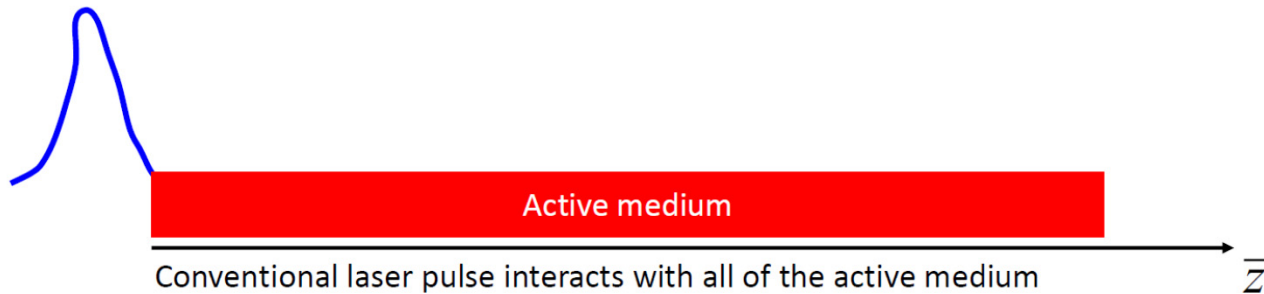 Active medium
Conventional laser pulse interacts with all of the active medium
z̅